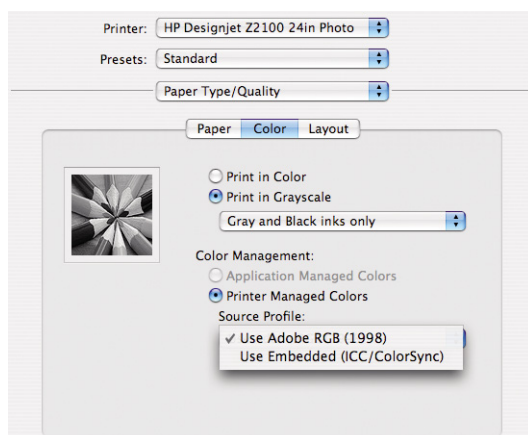 Printer: HP Designjet Z2100 24in Photo
Presets: Standard
Paper Type/Quality
Paper Color Layout
Print in Color
Print in Grayscale
Gray and Black inks only
Color Management:
Application Managed Colors
Printer Managed Colors
Source Profile:
✓ Use Adobe RGB (1998)
Use Embedded (ICC/ColorSync)